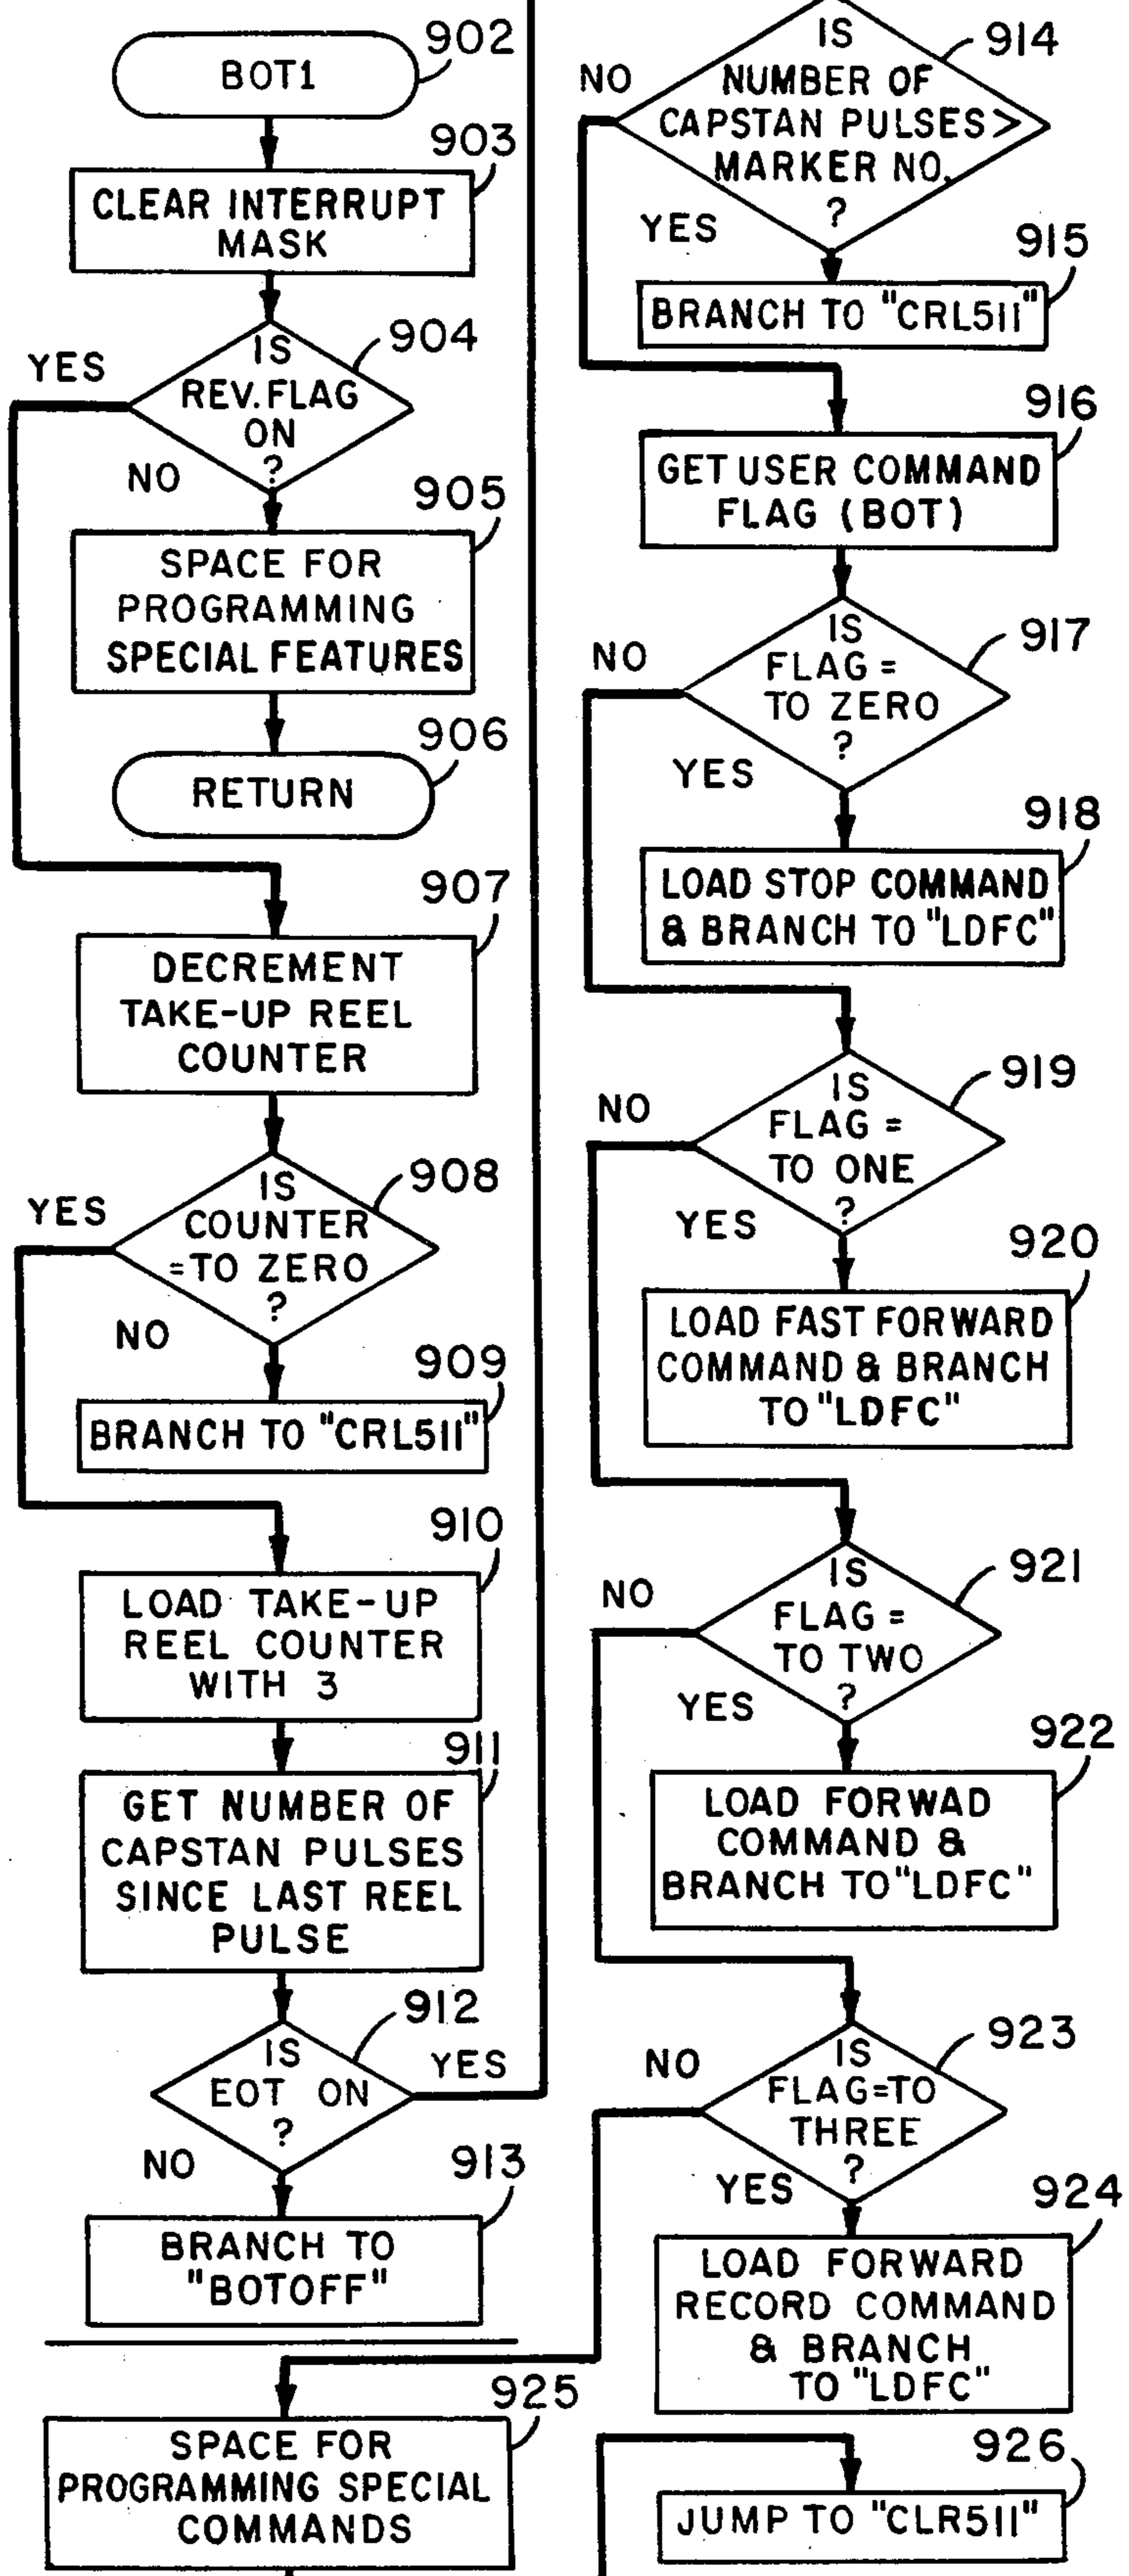 902
BOT1
903
CLEAR INTERRUPT
MASK
904
IS
REV. FLAG
ON
?
YES
NO
905
SPACE FOR
PROGRAMMING
SPECIAL FEATURES
906
RETURN
907
DECREMENT
TAKE-UP REEL
COUNTER
908
IS
COUNTER
=TO ZERO
?
YES
NO
909
BRANCH TO "CRL511"
910
LOAD TAKE-UP
REEL COUNTER
WITH 3
911
GET NUMBER OF
CAPSTAN PULSES
SINCE LAST REEL
PULSE
912
IS
EOT ON
?
YES
NO
913
BRANCH TO
"BOTOFF"
914
IS
NUMBER OF
CAPSTAN PULSES>
MARKER NO.
?
NO
YES
915
BRANCH TO "CRL511"
916
GET USER COMMAND
FLAG (BOT)
917
IS
FLAG =
TO ZERO
?
NO
YES
918
LOAD STOP COMMAND
& BRANCH TO "LDFC"
919
IS
FLAG =
TO ONE
?
NO
YES
920
LOAD FAST FORWARD
COMMAND & BRANCH
TO "LDFC"
921
IS
FLAG =
TO TWO
?
NO
YES
922
LOAD FORWAD
COMMAND &
BRANCH TO "LDFC"
923
IS
FLAG=TO
THREE
?
NO
YES
924
LOAD FORWARD
RECORD COMMAND
& BRANCH
TO "LDFC"
925
SPACE FOR
PROGRAMMING SPECIAL
COMMANDS
926
JUMP TO "CLR511"